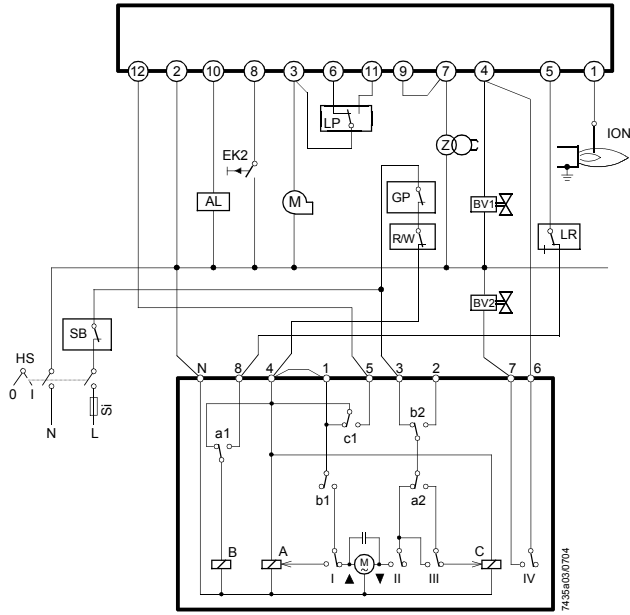 12 2 10 8 3 6 11 9 7 4 5 1
LP
ION
EK2
Z
GP
AL
M
BV1
R/W
LR
BV2
SB
HS
0 I
Si
N L
N 8 4 1 5 3 2 7 6
b2
a1
c1
b1
a2
B A C
M
~
I II III IV
7435a03/0704